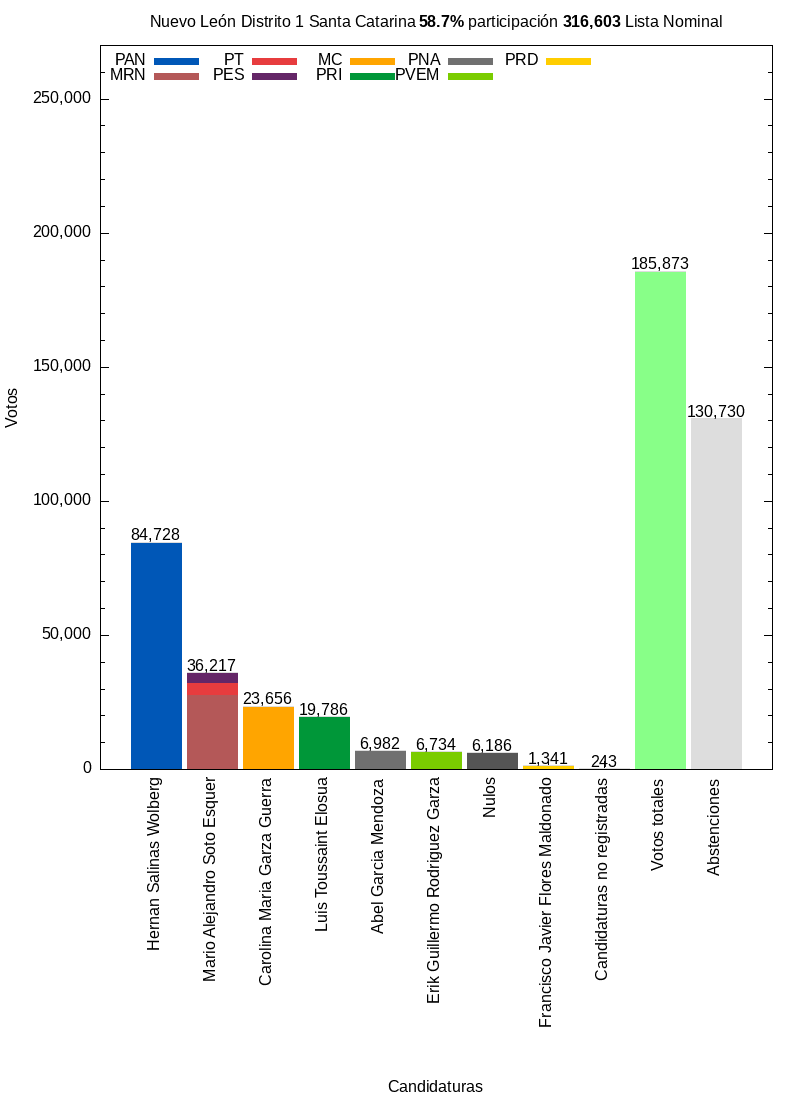 Nuevo León Distrito 1 Santa Catarina 58.7% participación 316,603 Lista Nominal
PAN PT MC PNA PRD
MRN PES PRI PVEM
250,000
200,000
150,000
100,000
50,000
0
Votos
84,728
36,217
23,656
19,786
6,982
6,734
6,186
1,341
243
185,873
130,730
Hernan Salinas Wolberg
Mario Alejandro Soto Esquer
Carolina Maria Garza Guerra
Luis Toussaint Elosua
Abel Garcia Mendoza
Erik Guillermo Rodriguez Garza
Nulos
Francisco Javier Flores Maldonado
Candidaturas no registradas
Votos totales
Abstenciones
Candidaturas